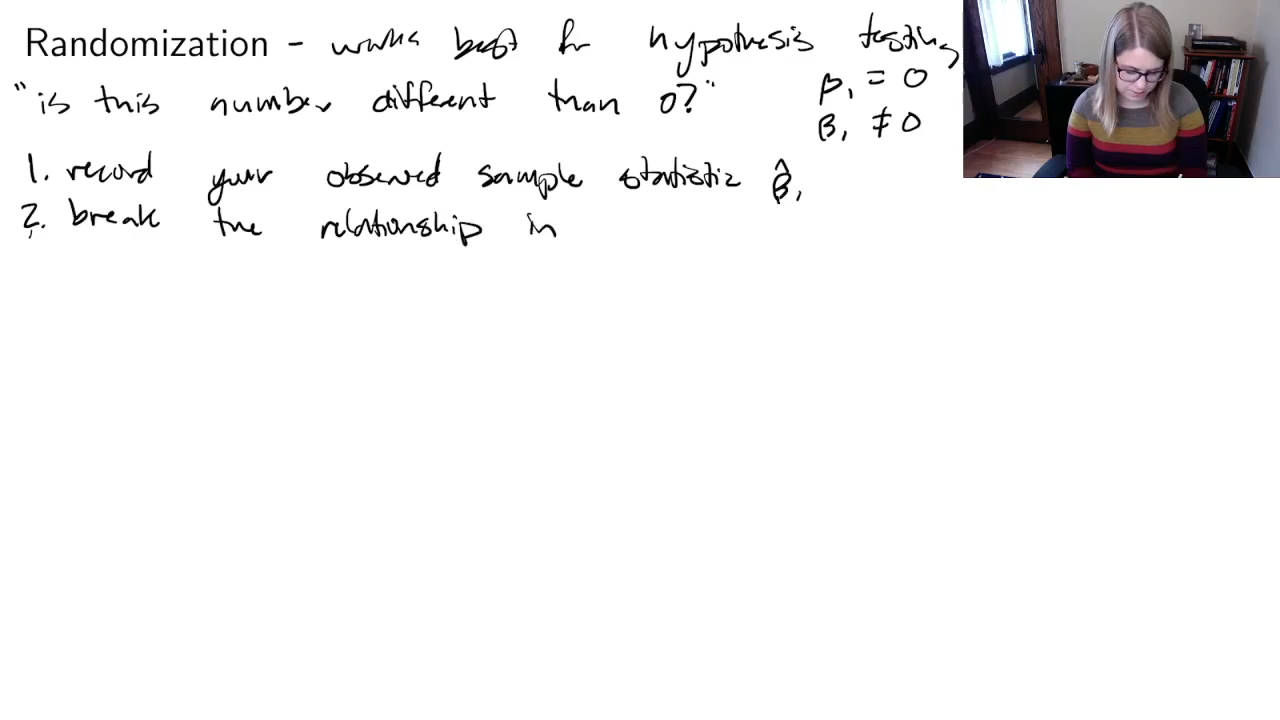 Randomization - works best for hypothesis testing
"is this number different than 0?"
β₁ = 0
β₁ ≠ 0
1. record your observed sample statistic β̂₁
2. break the relationship in